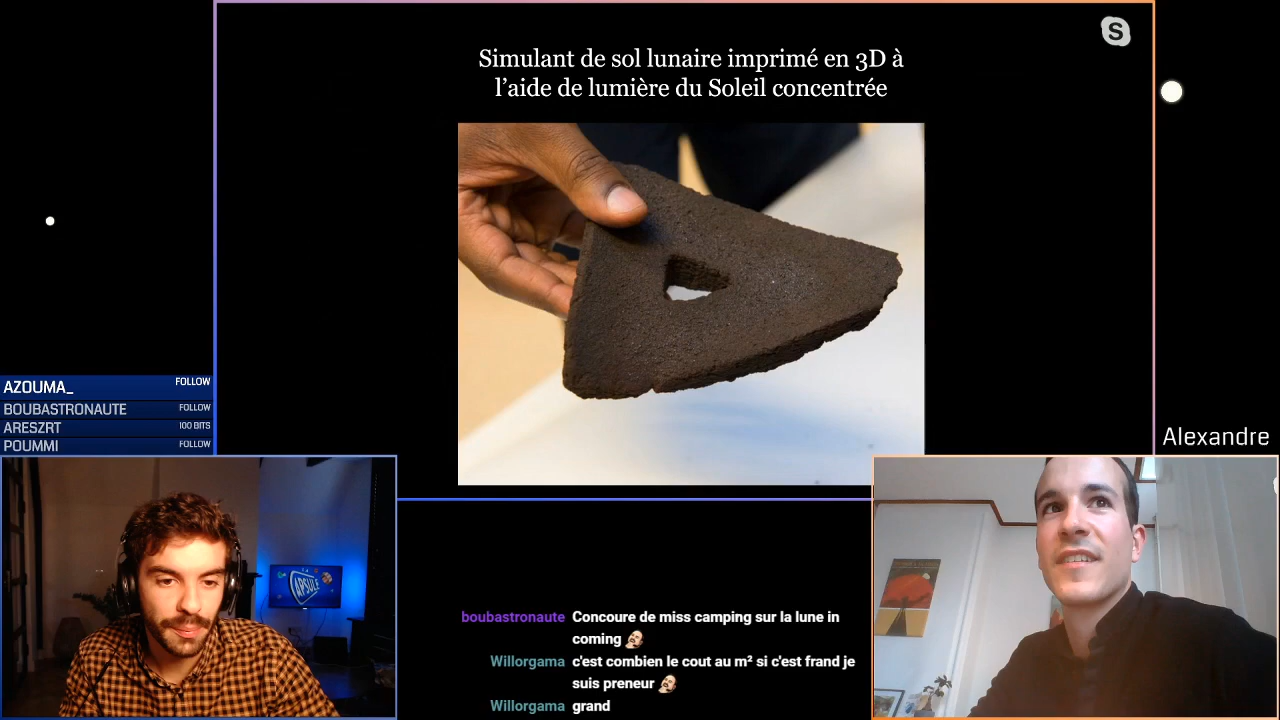 S
Simulant de sol lunaire imprimé en 3D à
l’aide de lumière du Soleil concentrée
AZOUMA_ FOLLOW
BOUBASTRONAUTE FOLLOW
ARESZRT 100 BITS
POUMMI FOLLOW
Alexandre
APSULE
boubastronaute Concoure de miss camping sur la lune in
coming
Willorgama c'est combien le cout au m² si c'est frand je
suis preneur
Willorgama grand